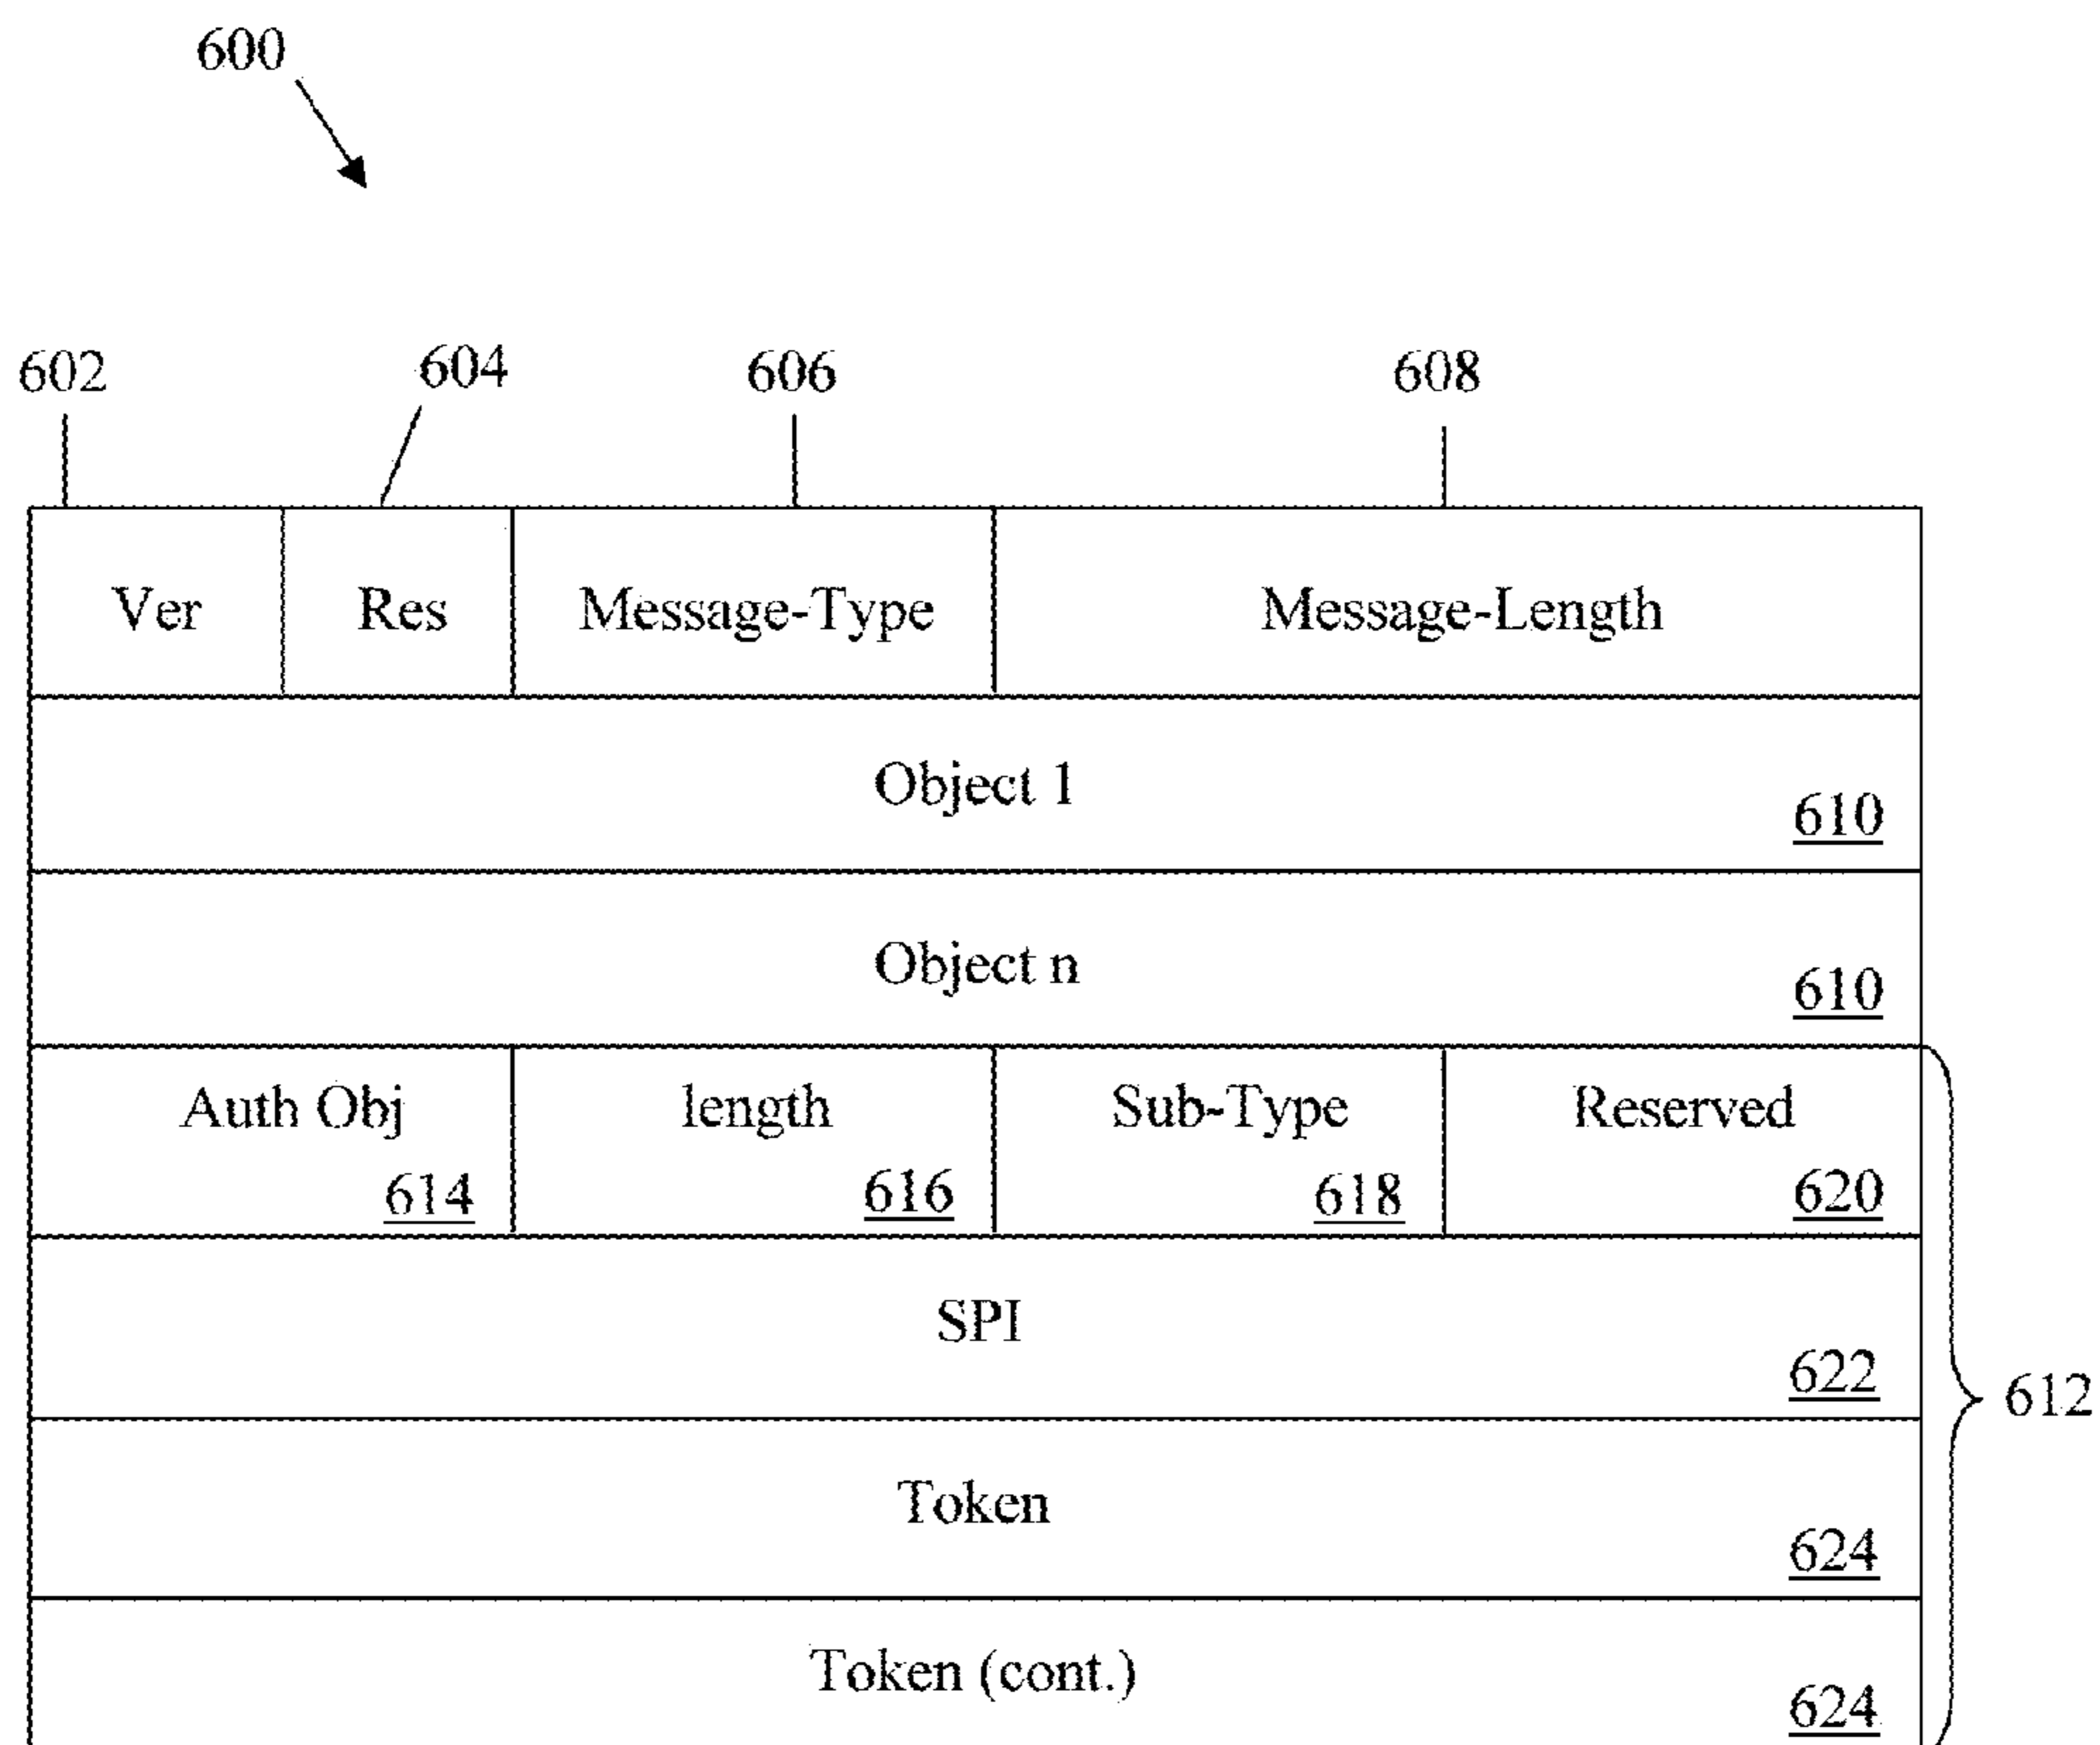 600
602 604 606 608
Ver Res Message-Type Message-Length
Object 1
610
Object n
610
Auth Obj length Sub-Type Reserved
614 616 618 620
SPI
622
612
Token
624
Token (cont.)
624